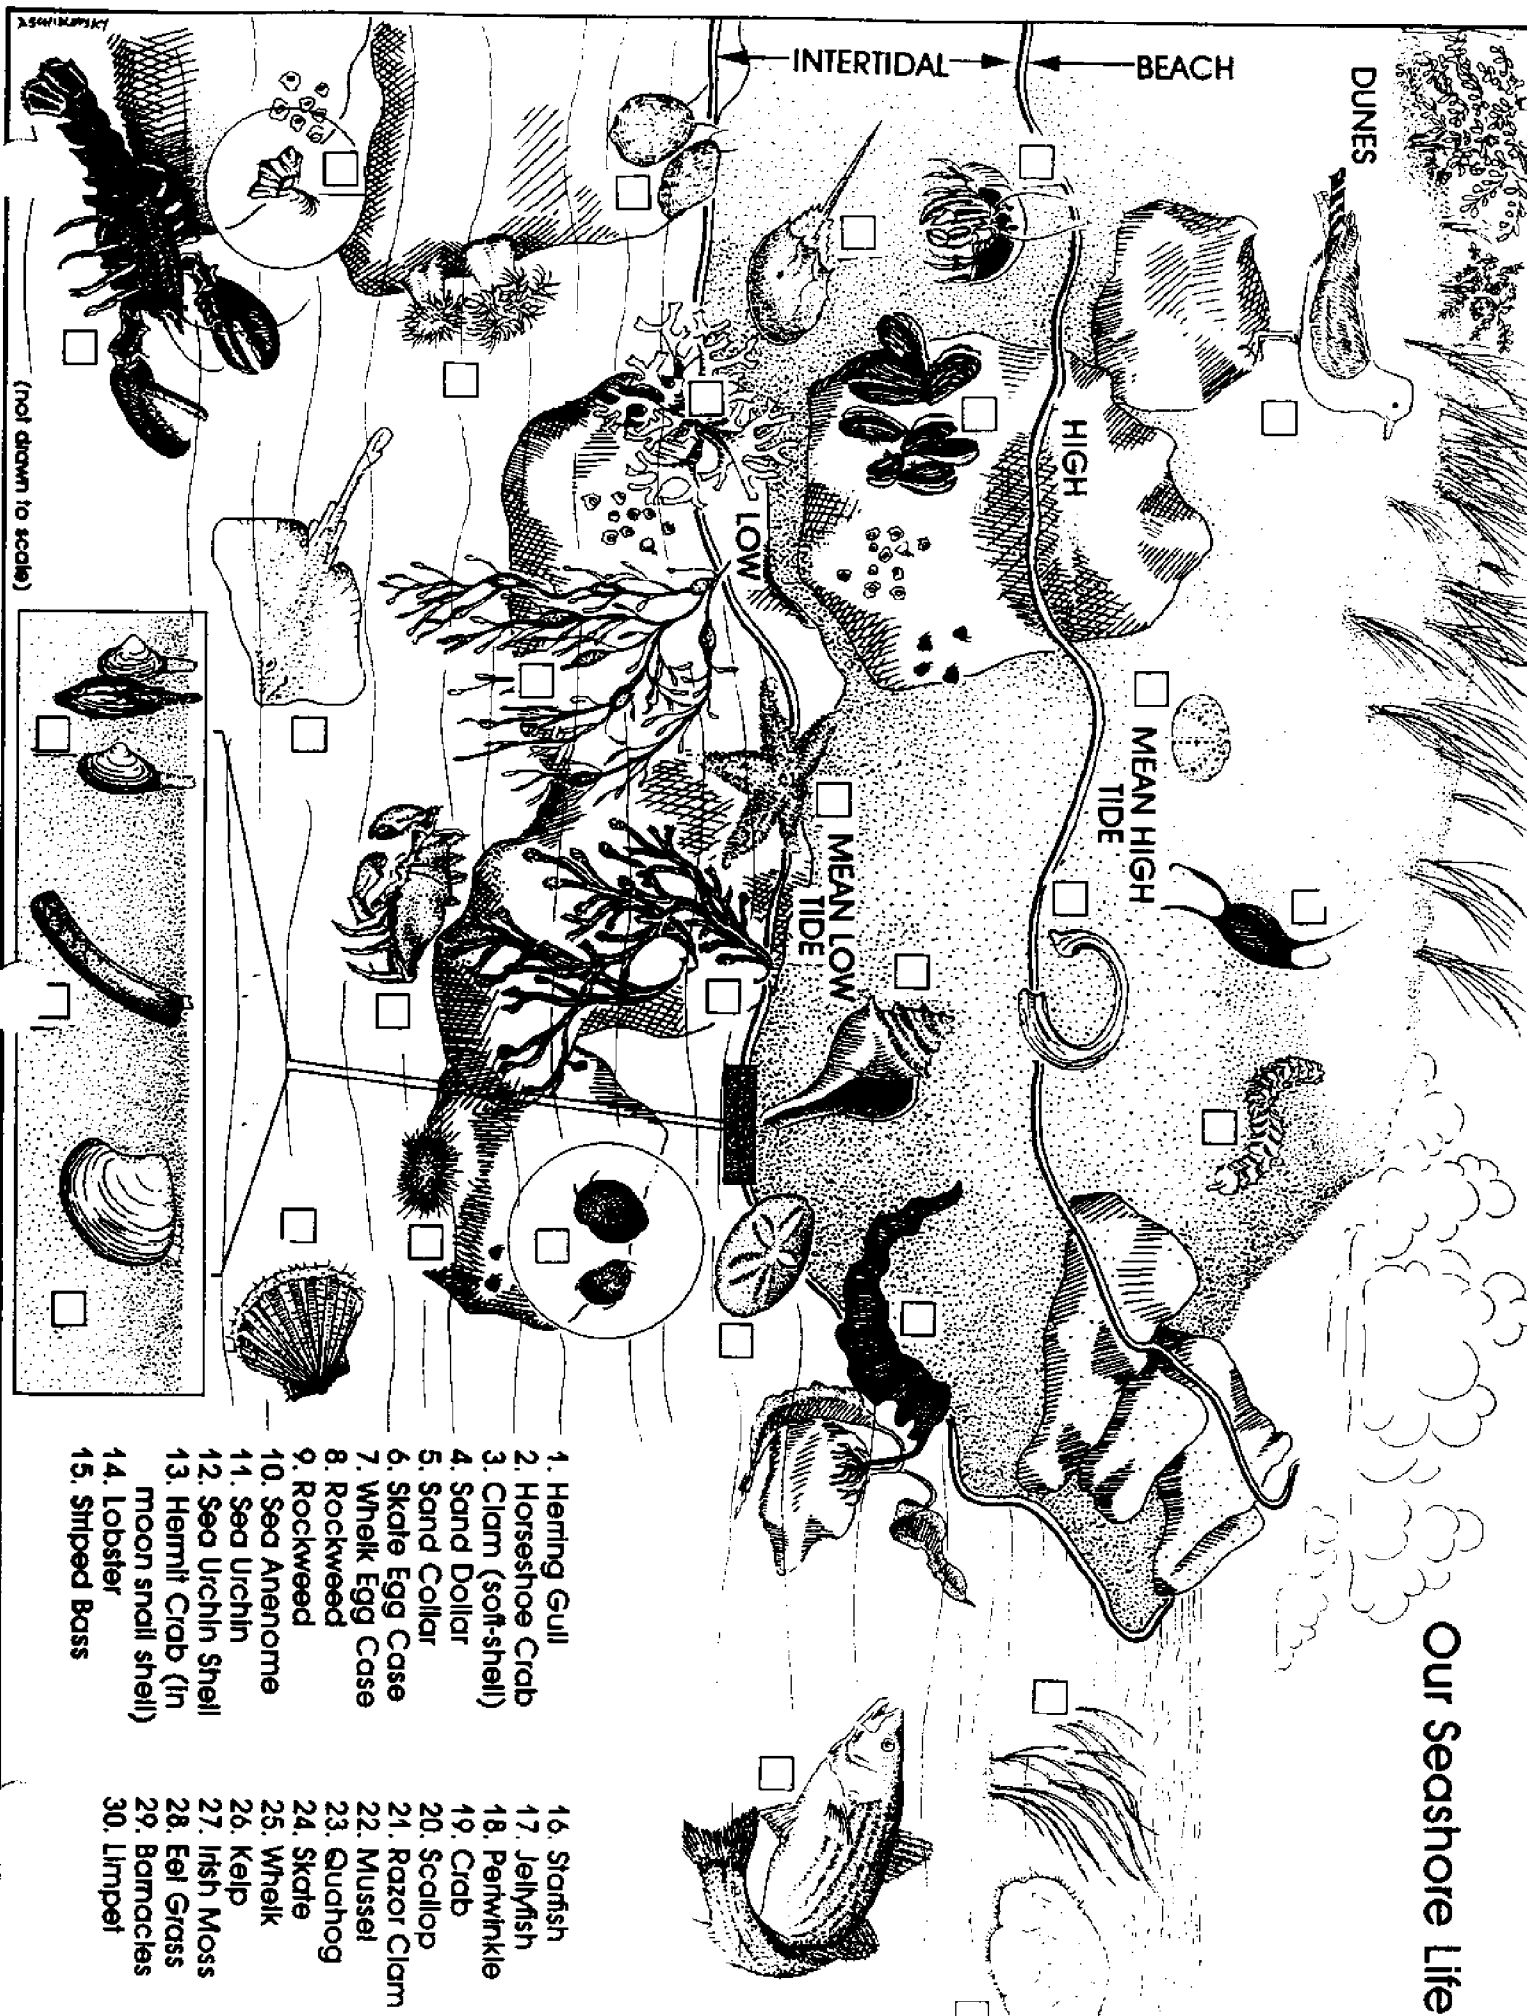 Our Seashore Life
DUNES
BEACH
INTERTIDAL
HIGH
MEAN HIGH
TIDE
LOW
MEAN LOW
TIDE
(not drawn to scale)
1. Herring Gull
2. Horseshoe Crab
3. Clam (soft-shell)
4. Sand Dollar
5. Sand Collar
6. Skate Egg Case
7. Whelk Egg Case
8. Rockweed
9. Rockweed
10. Sea Anenome
11. Sea Urchin
12. Sea Urchin Shell
13. Hermit Crab (in
moon snail shell)
14. Lobster
15. Striped Bass
16. Starfish
17. Jellyfish
18. Periwinkle
19. Crab
20. Scallop
21. Razor Clam
22. Mussel
23. Quahog
24. Skate
25. Whelk
26. Kelp
27. Irish Moss
28. Eel Grass
29. Barnacles
30. Limpet